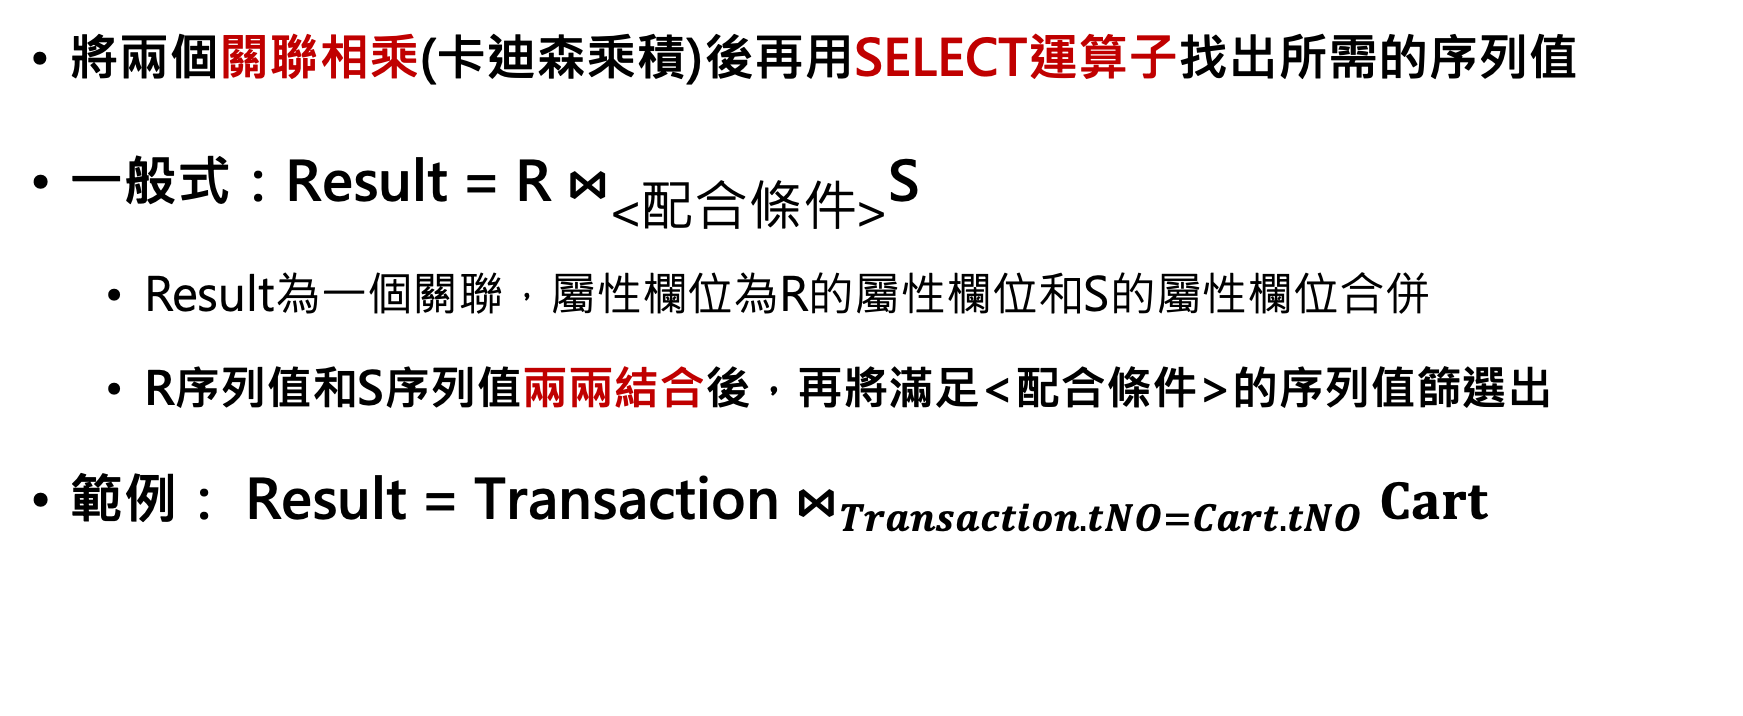 • 將兩個關聯相乘(卡迪森乘積)後再用SELECT運算子找出所需的序列值
• 一般式：Result = R ⋈<配合條件>S
• Result為一個關聯，屬性欄位為R的屬性欄位和S的屬性欄位合併
• R序列值和S序列值兩兩結合後，再將滿足<配合條件>的序列值篩選出
• 範例： Result = Transaction ⋈Transaction.tNO=Cart.tNO Cart